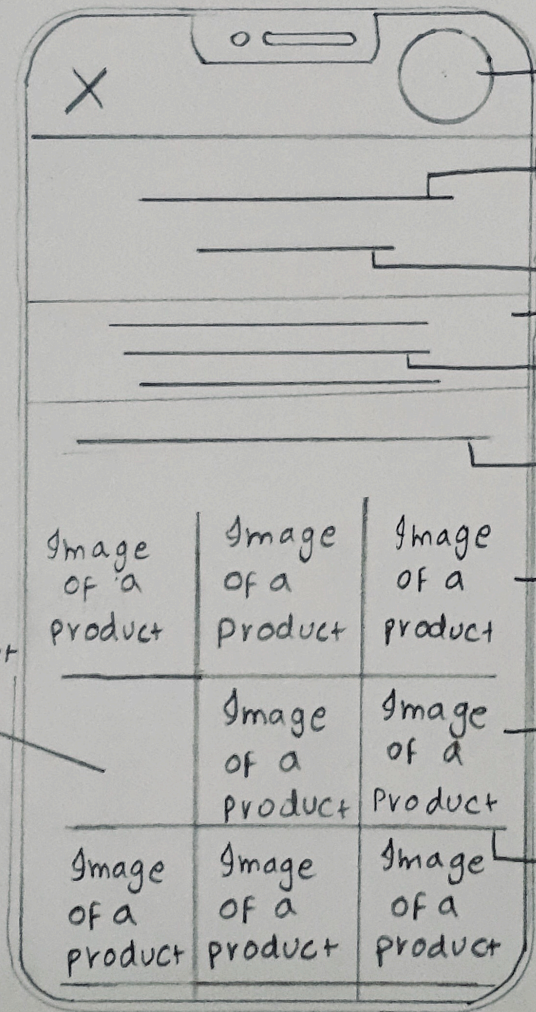 X
Image Image Image
of a of a of a
product product product
Image Image
of a of a
product product
Image Image Image
of a of a of a
product product product